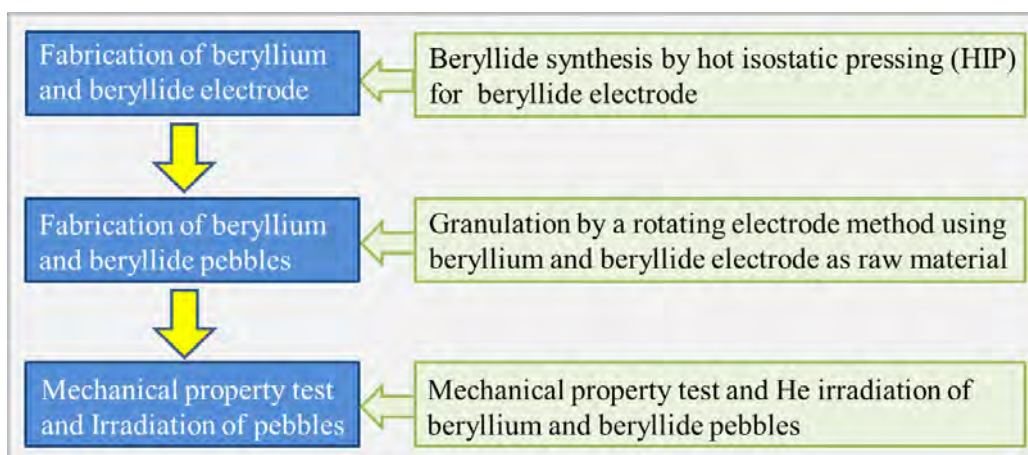 Fabrication of beryllium
and beryllide electrode
Beryllide synthesis by hot isostatic pressing (HIP)
for beryllide electrode
Fabrication of beryllium
and beryllide pebbles
Granulation by a rotating electrode method using
beryllium and beryllide electrode as raw material
Mechanical property test
and Irradiation of pebbles
Mechanical property test and He irradiation of
beryllium and beryllide pebbles